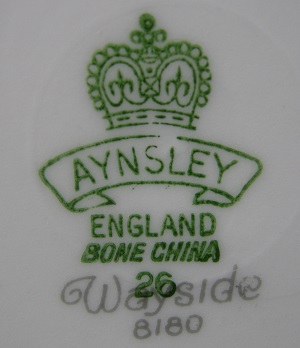 AYNSLEY
ENGLAND
BONE CHINA
26
Wayside
8180